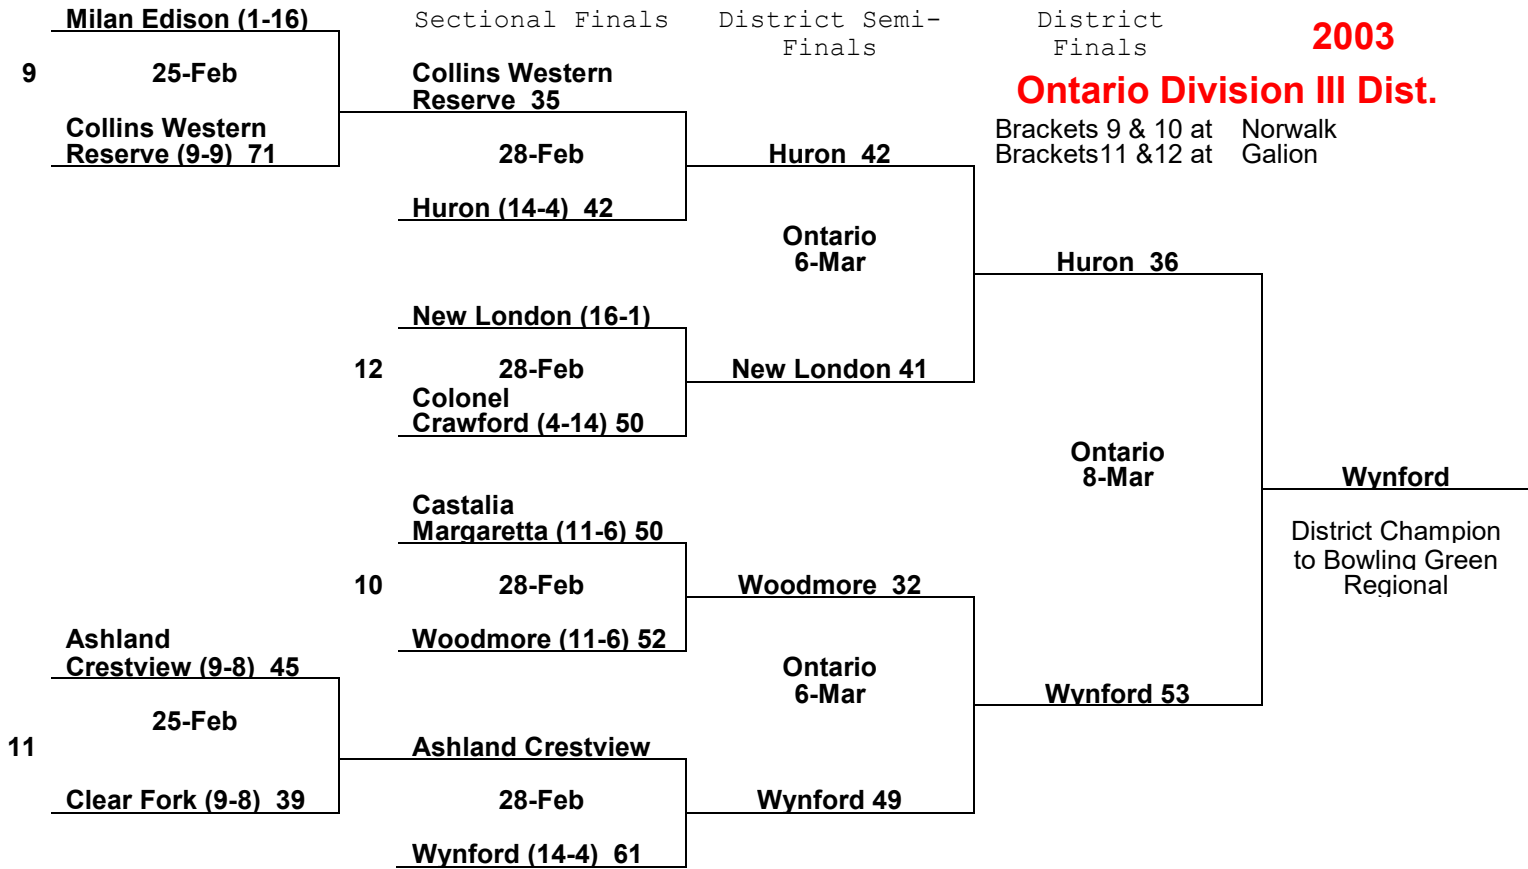 Milan Edison (1-16)
Sectional Finals
District Semi-
Finals
District
Finals
2003
Ontario Division III Dist.
Brackets 9 & 10 at Norwalk
Brackets11 &12 at Galion
9
25-Feb
Collins Western
Reserve (9-9) 71
Collins Western
Reserve 35
28-Feb
Huron (14-4) 42
Huron 42
Ontario
6-Mar
Huron 36
New London (16-1)
12
28-Feb
Colonel
Crawford (4-14) 50
New London 41
Ontario
8-Mar
Wynford
District Champion
to Bowling Green
Regional
Castalia
Margaretta (11-6) 50
10
28-Feb
Woodmore (11-6) 52
Woodmore 32
Ontario
6-Mar
Wynford 53
Ashland
Crestview (9-8) 45
25-Feb
11
Clear Fork (9-8) 39
Ashland Crestview
28-Feb
Wynford (14-4) 61
Wynford 49